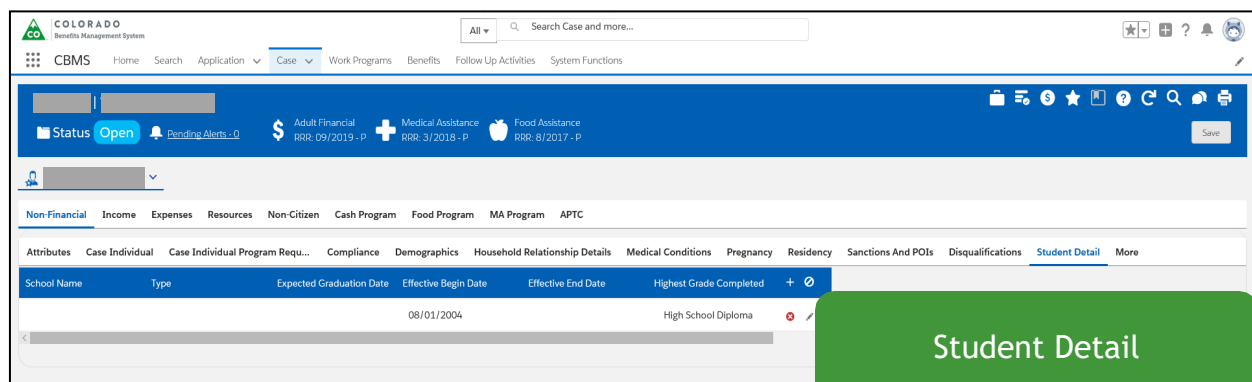 COLORADO
Benefits Management System
CO
All
Search Case and more...
CBMS Home Search Application Case Work Programs Benefits Follow Up Activities System Functions
Status Open Pending Alerts - 0
Adult Financial
RRR: 09/2019 - P
Medical Assistance
RRR: 3/2018 - P
Food Assistance
RRR: 8/2017 - P
Save
Non-Financial Income Expenses Resources Non-Citizen Cash Program Food Program MA Program APTC
Attributes Case Individual Case Individual Program Requ... Compliance Demographics Household Relationship Details Medical Conditions Pregnancy Residency Sanctions And POIs Disqualifications Student Detail More
School Name Type Expected Graduation Date Effective Begin Date Effective End Date Highest Grade Completed
08/01/2004 High School Diploma
Student Detail